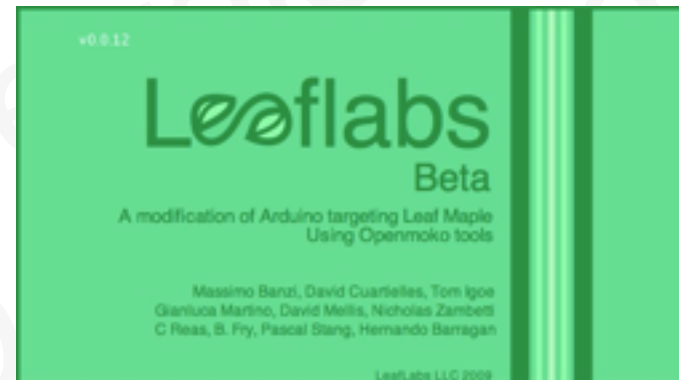 v0.0.12
Leaflabs
Beta
A modification of Arduino targeting Leaf Maple
Using Openmoko tools
Massimo Banzi, David Cuartielles, Tom Igoe
Gianluca Martino, David Mellis, Nicholas Zambetti
C Reas, B. Fry, Pascal Stang, Hernando Barragan
LeafLabs LLC 2009